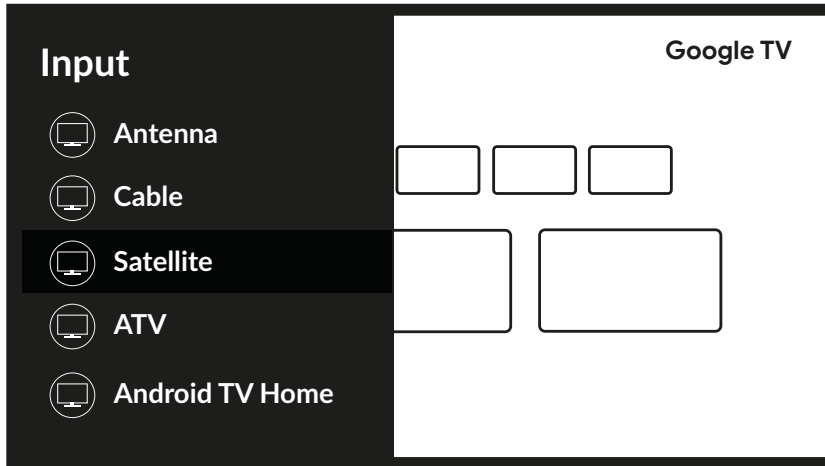 Input
Google TV
Antenna
Cable
Satellite
ATV
Android TV Home